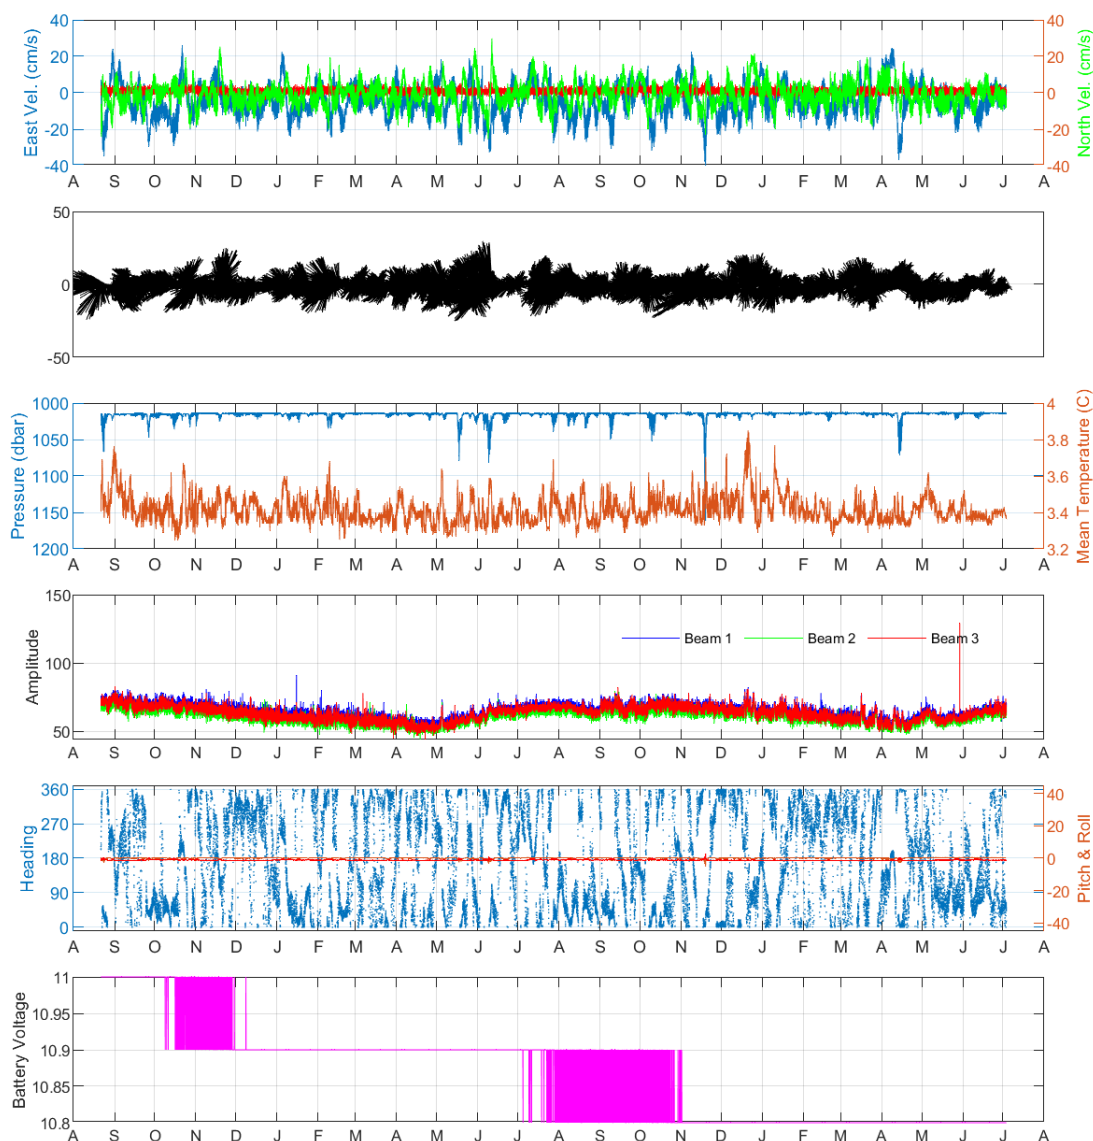 40
20
0
-20
-40
East Vel. (cm/s)
40
20
0
-20
-40
North Vel. (cm/s)
A S O N D J F M A M J J A S O N D J F M A M J J A
50
0
-50
1000
1050
1100
1150
1200
Pressure (dbar)
4
3.8
3.6
3.4
3.2
Mean Temperature (C)
A S O N D J F M A M J J A S O N D J F M A M J J A
150
100
50
Amplitude
Beam 1 Beam 2 Beam 3
A S O N D J F M A M J J A S O N D J F M A M J J A
360
270
180
90
0
Heading
40
20
0
-20
-40
Pitch & Roll
A S O N D J F M A M J J A S O N D J F M A M J J A
11
10.95
10.9
10.85
10.8
Battery Voltage
A S O N D J F M A M J J A S O N D J F M A M J J A